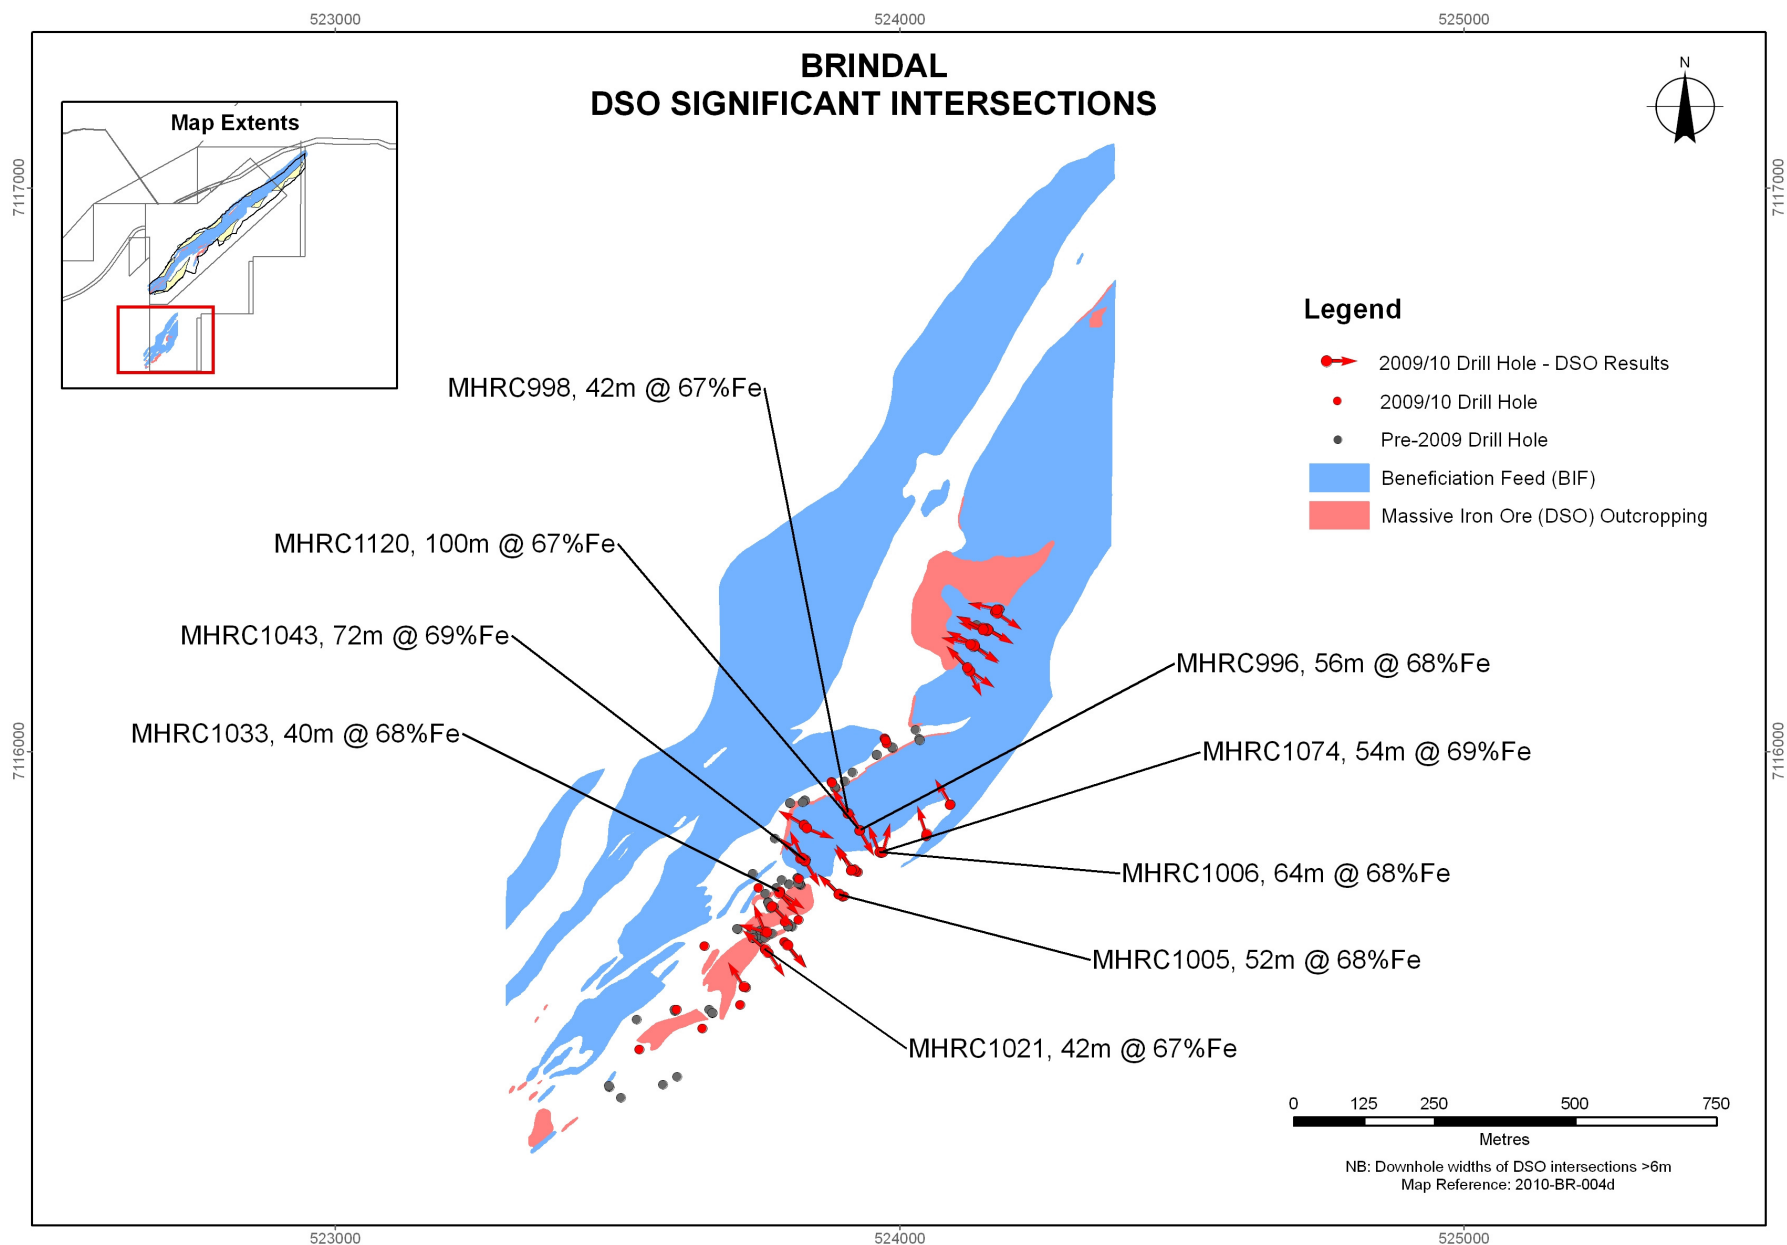 523000
524000
525000
BRINDAL
DSO SIGNIFICANT INTERSECTIONS
N
Map Extents
7117000
7117000
Legend
2009/10 Drill Hole - DSO Results
2009/10 Drill Hole
Pre-2009 Drill Hole
Beneficiation Feed (BIF)
Massive Iron Ore (DSO) Outcropping
MHRC998, 42m @ 67%Fe
MHRC1120, 100m @ 67%Fe
MHRC1043, 72m @ 69%Fe
MHRC996, 56m @ 68%Fe
MHRC1033, 40m @ 68%Fe
MHRC1074, 54m @ 69%Fe
7116000
7116000
MHRC1006, 64m @ 68%Fe
MHRC1005, 52m @ 68%Fe
MHRC1021, 42m @ 67%Fe
0 125 250 500 750
Metres
NB: Downhole widths of DSO intersections >6m
Map Reference: 2010-BR-004d
523000
524000
525000